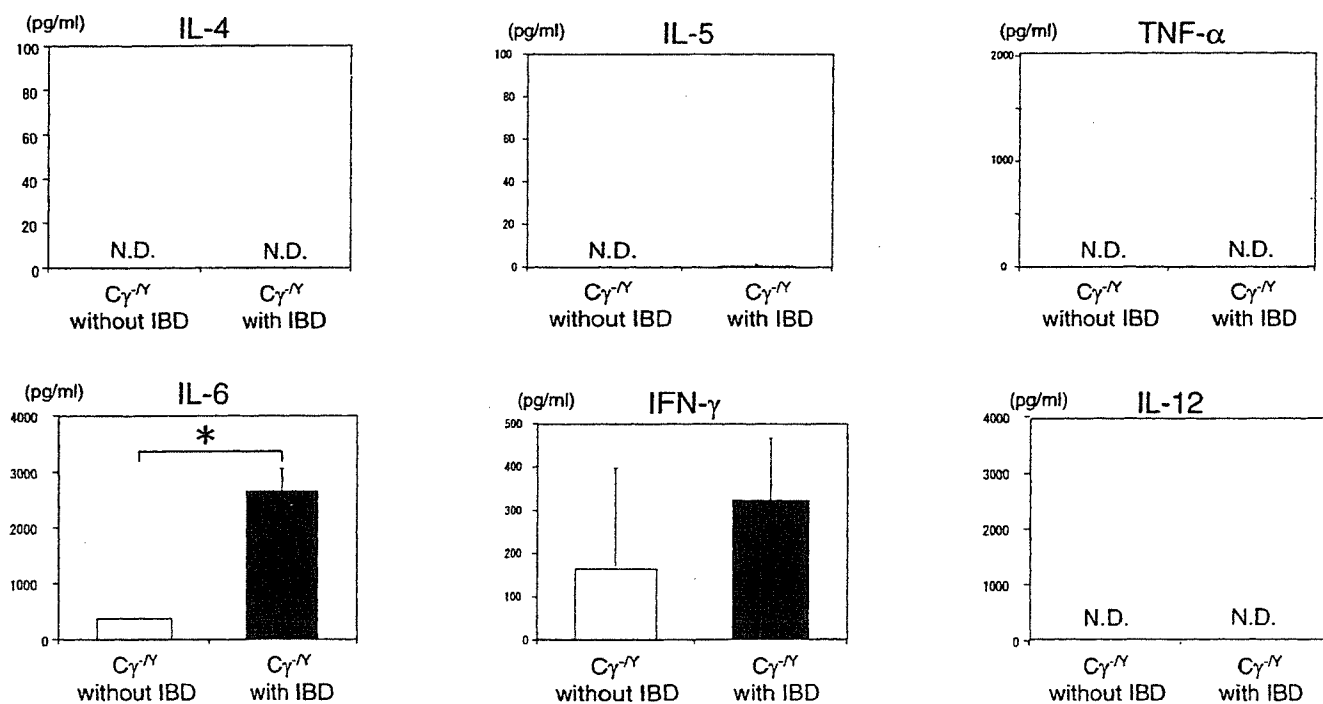 (pg/ml) IL-4
100
80
60
40
20
0
N.D. N.D.
Cγ-/Y Cγ-/Y
without IBD with IBD
(pg/ml) IL-5
100
80
60
40
20
0
N.D.
Cγ-/Y Cγ-/Y
without IBD with IBD
(pg/ml) TNF-α
2000
1000
0
N.D. N.D.
Cγ-/Y Cγ-/Y
without IBD with IBD
(pg/ml) IL-6
4000
3000
2000
1000
0
*
Cγ-/Y Cγ-/Y
without IBD with IBD
(pg/ml) IFN-γ
500
400
300
200
100
0
Cγ-/Y Cγ-/Y
without IBD with IBD
(pg/ml) IL-12
4000
3000
2000
1000
0
N.D. N.D.
Cγ-/Y Cγ-/Y
without IBD with IBD